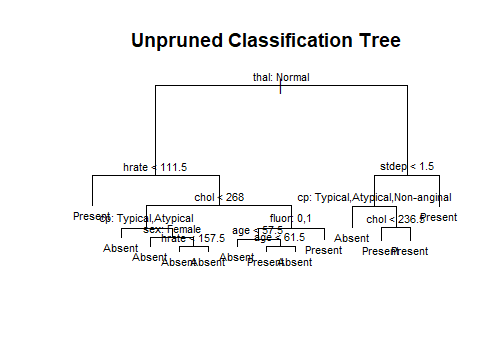 Unpruned Classification Tree
thal: Normal
hrate < 111.5
stdep < 1.5
Present
chol < 268
cp: Typical,Atypical,Non-anginal
Present
cp: Typical,Atypical
fluor: 0,1
chol < 236.5
Absent
sex: Female
age < 57.5
Present
Absent
Present
Present
Absent
hrate < 157.5
Absent
age < 61.5
Absent
Absent
Present
Absent